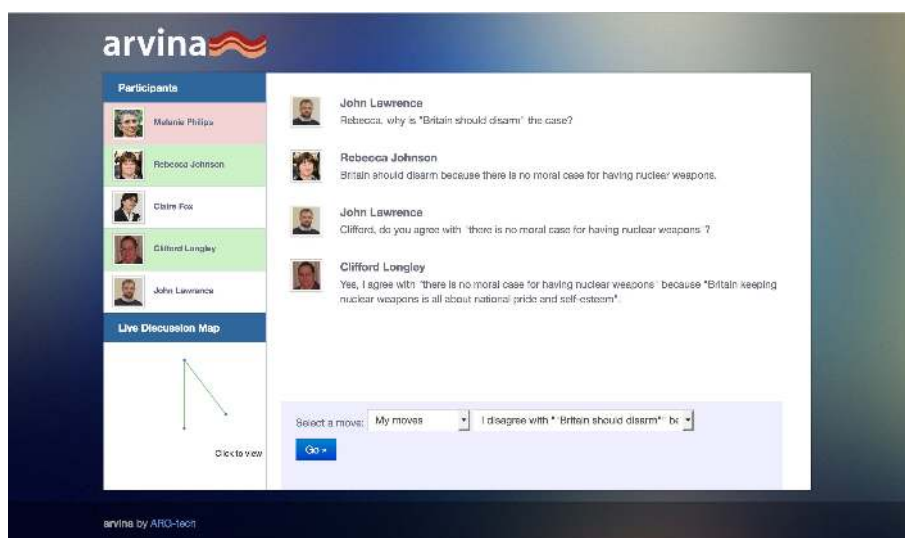 arvina
Participants
Melanie Philips
Rebecca Johnson
Claire Fox
Clifford Longley
John Lawrence
Live Discussion Map
Click to view
John Lawrence
Rebecca, why is "Britain should disarm" the case?
Rebecca Johnson
Britain should disarm because there is no moral case for having nuclear weapons.
John Lawrence
Clifford, do you agree with "there is no moral case for having nuclear weapons"?
Clifford Longley
Yes, I agree with "there is no moral case for having nuclear weapons" because "Britain keeping
nuclear weapons is all about national pride and self-esteem".
Select a move: My moves I disagree with " "Britain should disarm" " be
Go »
arvina by ARG-tech